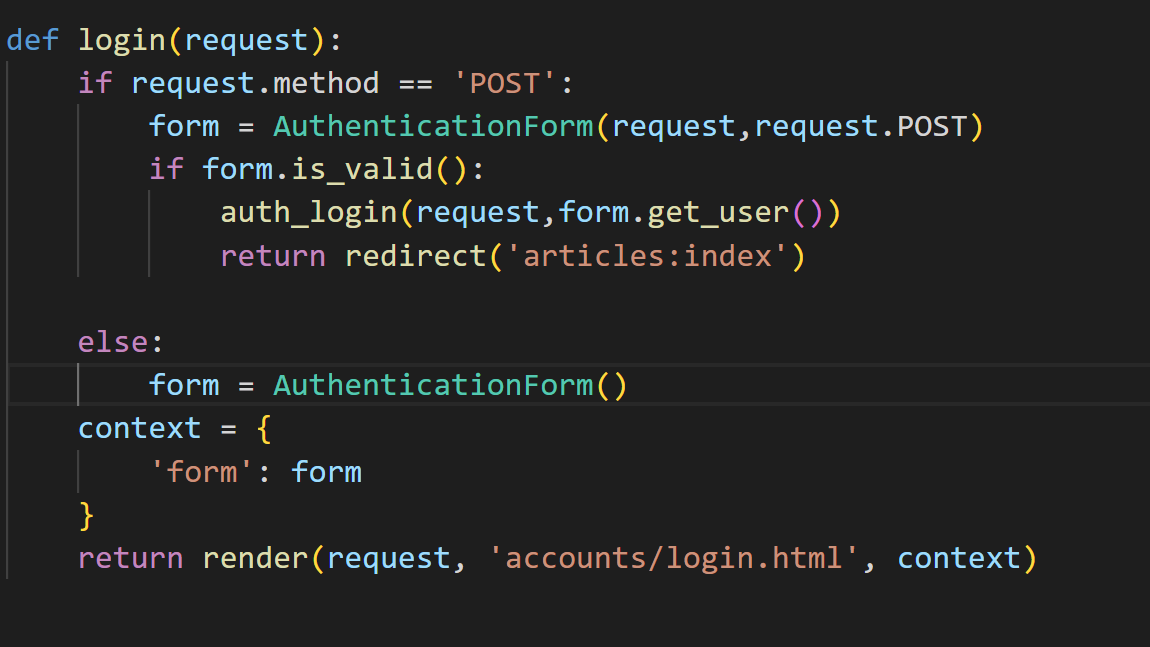 def login(request):
    if request.method == 'POST':
        form = AuthenticationForm(request,request.POST)
        if form.is_valid():
            auth_login(request,form.get_user())
            return redirect('articles:index')

    else:
        form = AuthenticationForm()
    context = {
        'form': form
    }
    return render(request, 'accounts/login.html', context)